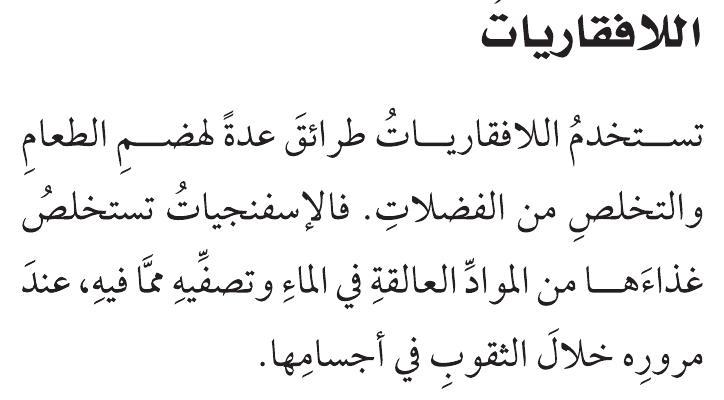 اللافقارياتُ
تستخدمُ اللافقارياتُ طرائقَ عدةً لهضمِ الطعامِ
والتخلصِ من الفضلاتِ. فالإسفنجياتُ تستخلصُ
غذاءَها من الموادِّ العالقةِ في الماءِ وتصفِّيهِ ممَّا فيهِ، عندَ
مرورِه خلالَ الثقوبِ في أجسامِها.